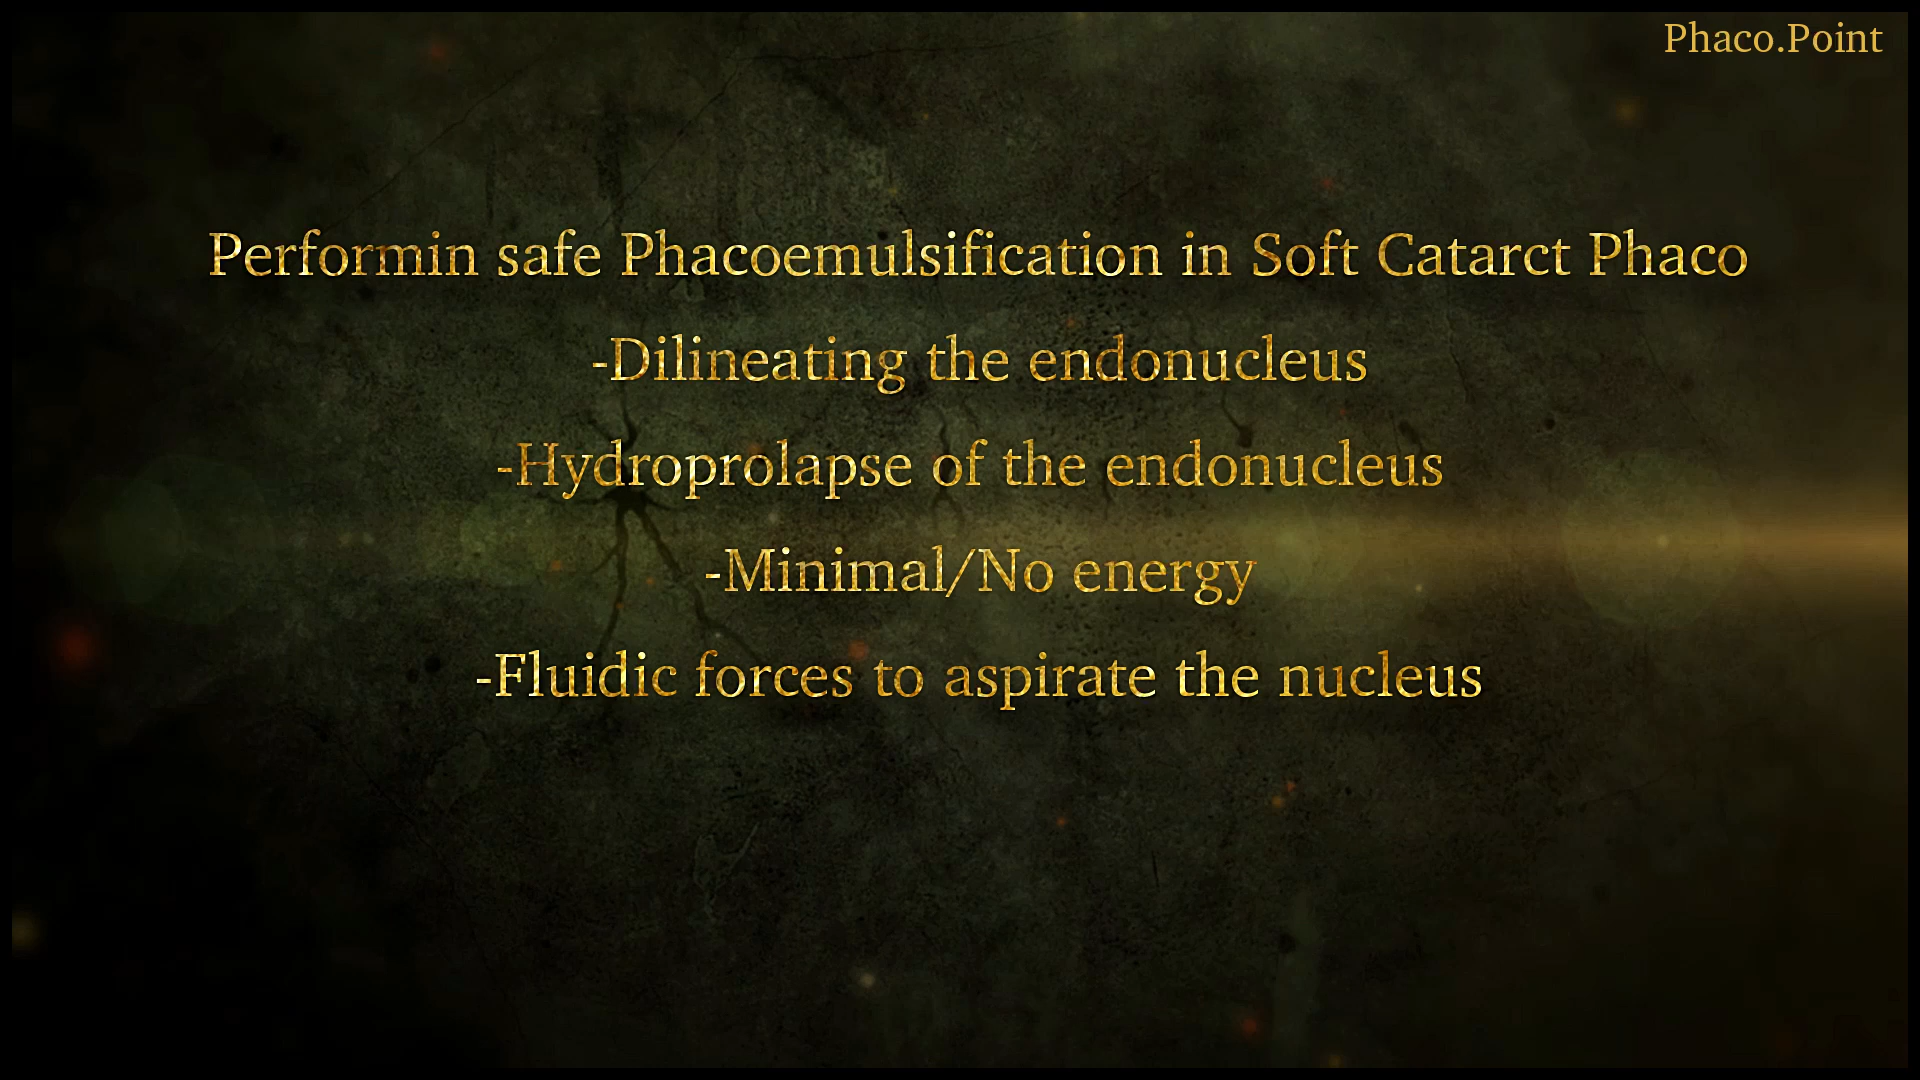 Phaco.Point
Performin safe Phacoemulsification in Soft Catarct Phaco
-Dilineating the endonucleus
-Hydroprolapse of the endonucleus
-Minimal/No energy
-Fluidic forces to aspirate the nucleus